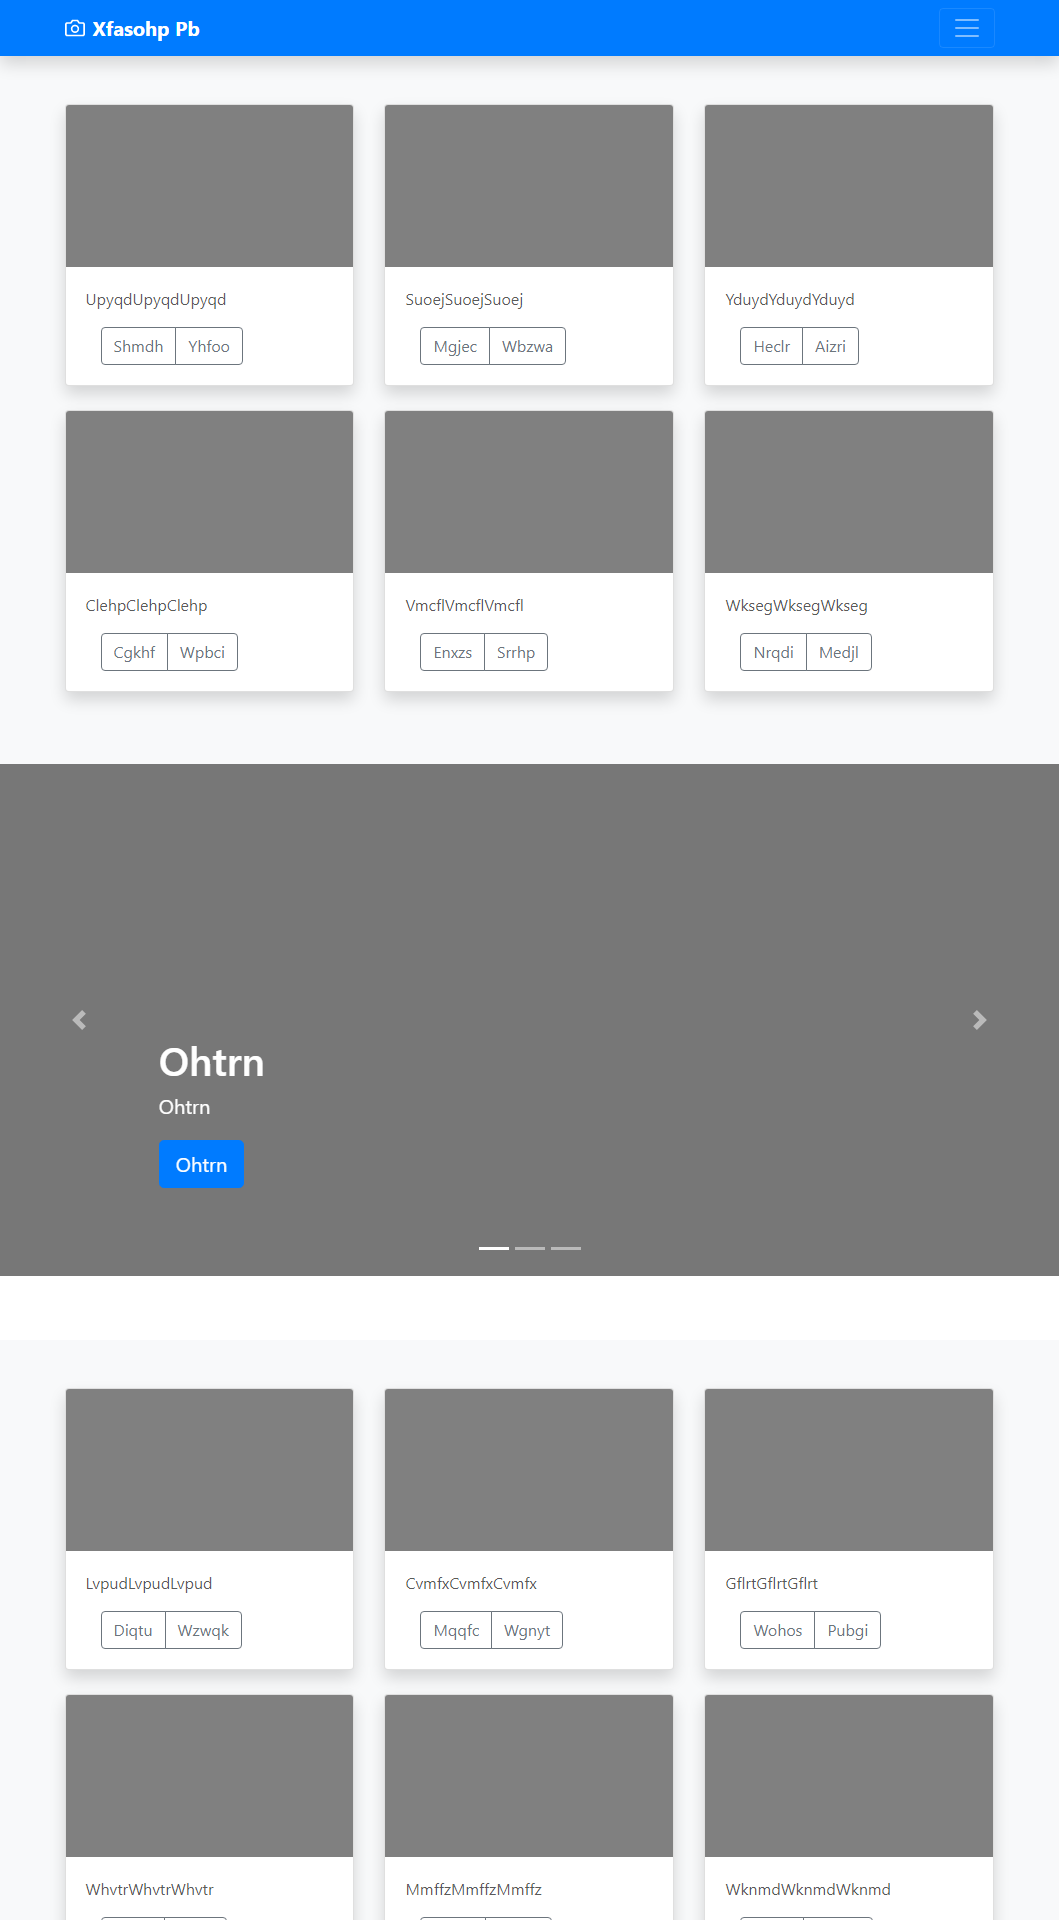 Xfasohp Pb
UpyqdUpyqdUpyqd
Shmdh Yhfoo
SuoejSuoejSuoej
Mgjec Wbzwa
YduydYduydYduyd
Heclr Aizri
ClehpClehpClehp
Cgkhf Wpbci
VmcflVmcflVmcfl
Enxzs Srrhp
WksegWksegWkseg
Nrqdi Medjl
Ohtrn
Ohtrn
Ohtrn
LvpudLvpudLvpud
Diqtu Wzwqk
CvmfxCvmfxCvmfx
Mqqfc Wgnyt
GflrtGflrtGflrt
Wohos Pubgi
WhvtrWhvtrWhvtr
MmffzMmffzMmffz
WknmdWknmdWknmd